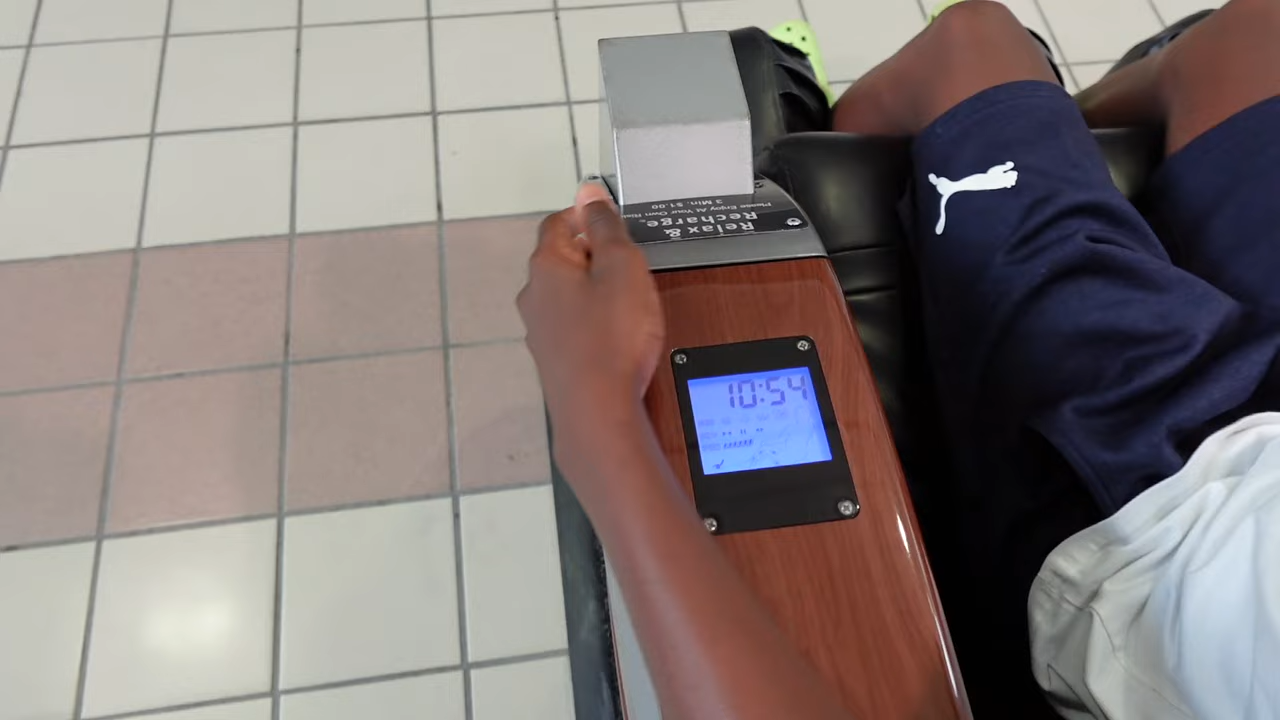 Relax &
Recharge.
Please Enjoy At Your Own Risk
3 Min. $1.00
10:54